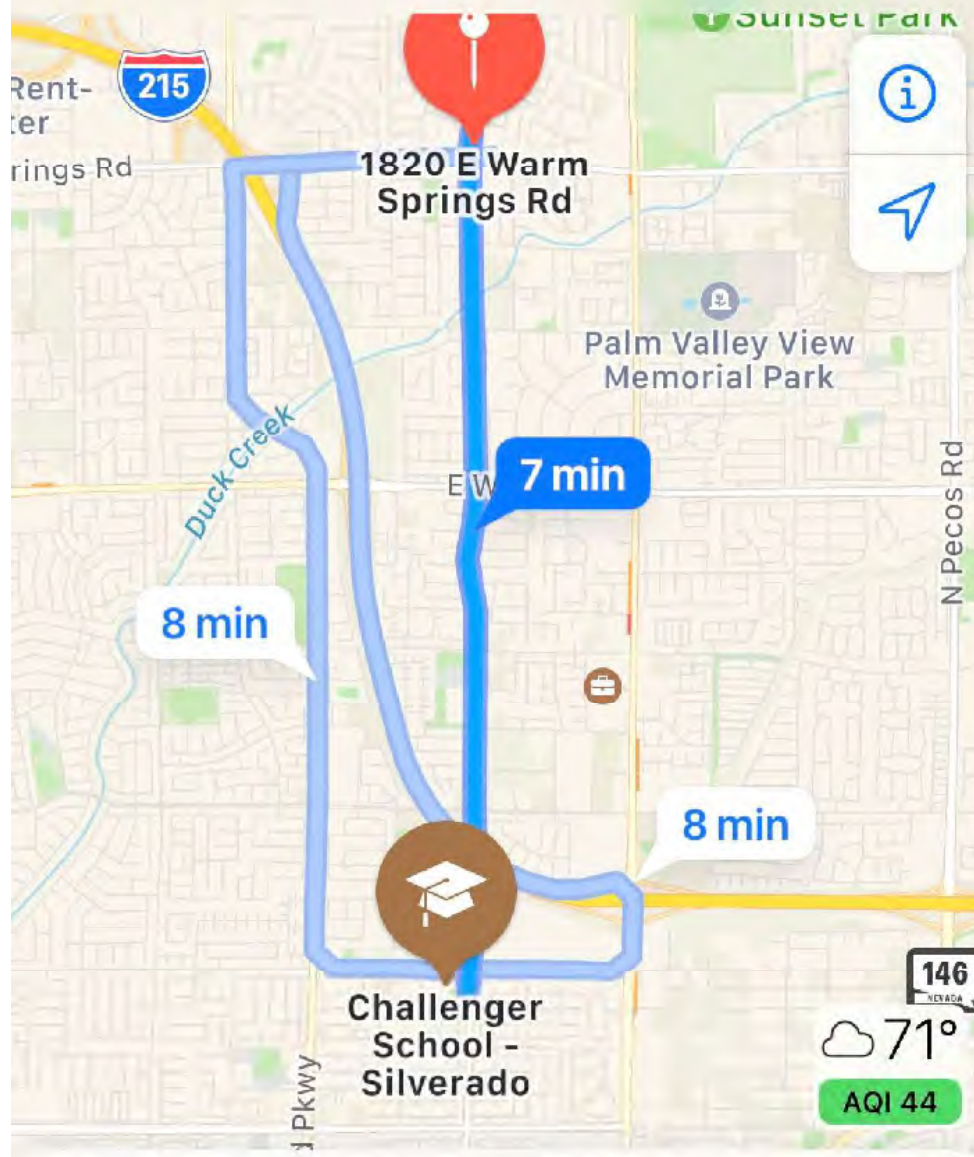 Sunset Park
215
Rent-
ter
rings Rd
1820 E Warm
Springs Rd
Palm Valley View
Memorial Park
Duck Creek
E W
7 min
N Pecos Rd
8 min
8 min
146
NEVADA
Challenger
School -
Silverado
71°
AQI 44
d Pkwy